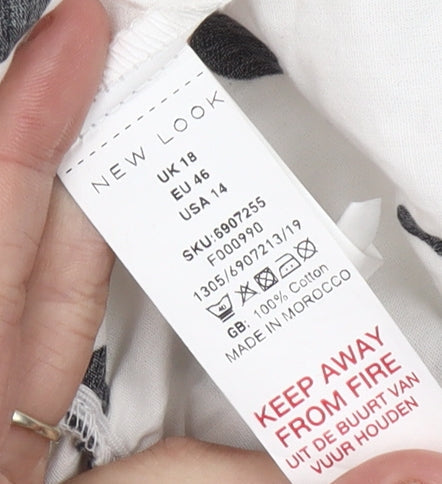 NEW LOOK
UK 18
EU 46
USA 14
SKU:6907255
F000990
1305/6907213/19
40
GB: 100% Cotton
MADE IN MOROCCO
KEEP AWAY
FROM FIRE
UIT DE BUURT VAN
VUUR HOUDEN